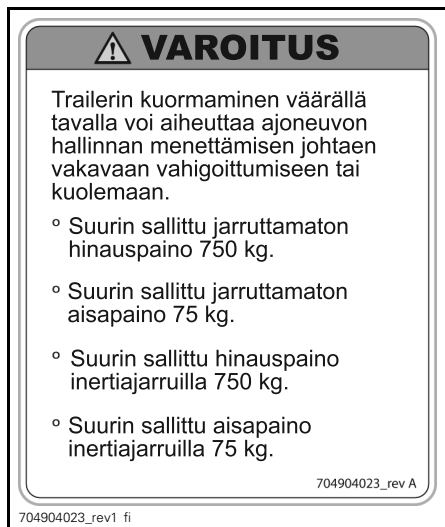 VAROITUS
Trailerin kuormaminen väärällä
tavalla voi aiheuttaa ajoneuvon
hallinnan menettämisen johtaen
vakavaan vahigoittumiseen tai
kuolemaan.
º Suurin sallittu jarruttamaton
hinauspaino 750 kg.
º Suurin sallittu jarruttamaton
aisapaino 75 kg.
º Suurin sallittu hinauspaino
inertiajarruilla 750 kg.
º Suurin sallittu aisapaino
inertiajarruilla 75 kg.
704904023_rev A
704904023_rev1 fi